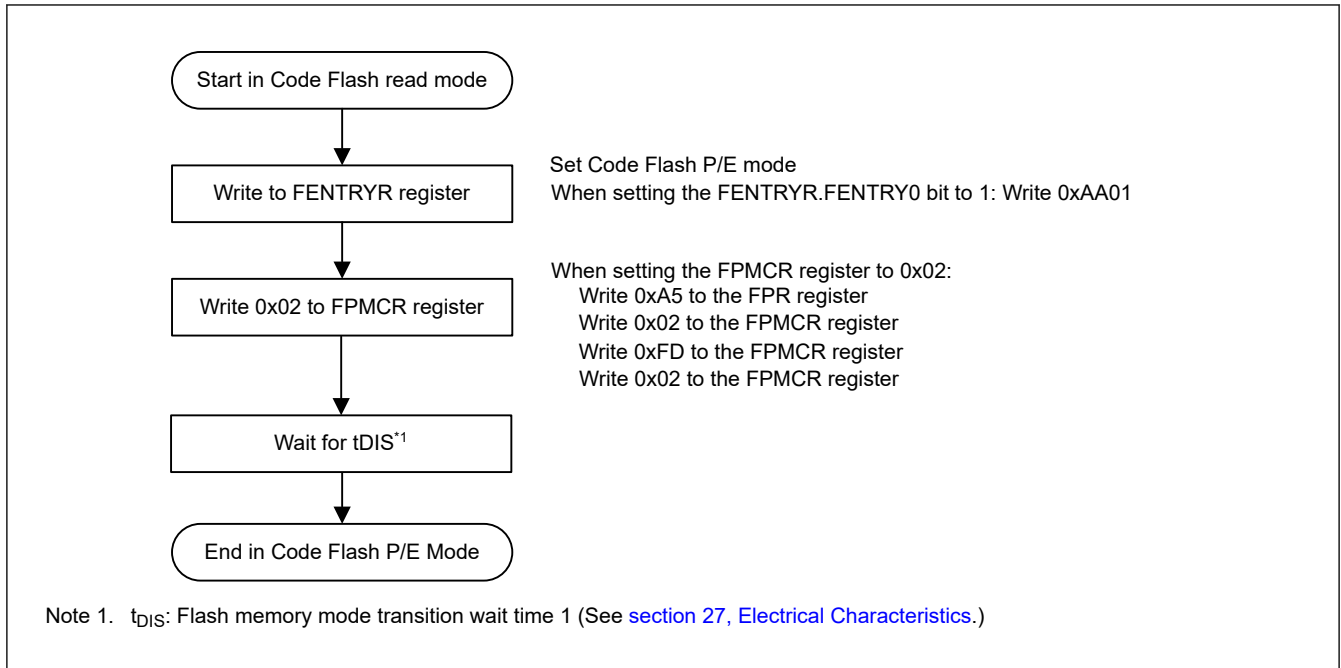 Start in Code Flash read mode
Write to FENTRYR register
Set Code Flash P/E mode
When setting the FENTRYR.FENTRY0 bit to 1: Write 0xAA01
Write 0x02 to FPMCR register
When setting the FPMCR register to 0x02:
Write 0xA5 to the FPR register
Write 0x02 to the FPMCR register
Write 0xFD to the FPMCR register
Write 0x02 to the FPMCR register
Wait for tDIS*1
End in Code Flash P/E Mode
Note 1. tDIS: Flash memory mode transition wait time 1 (See section 27, Electrical Characteristics.)